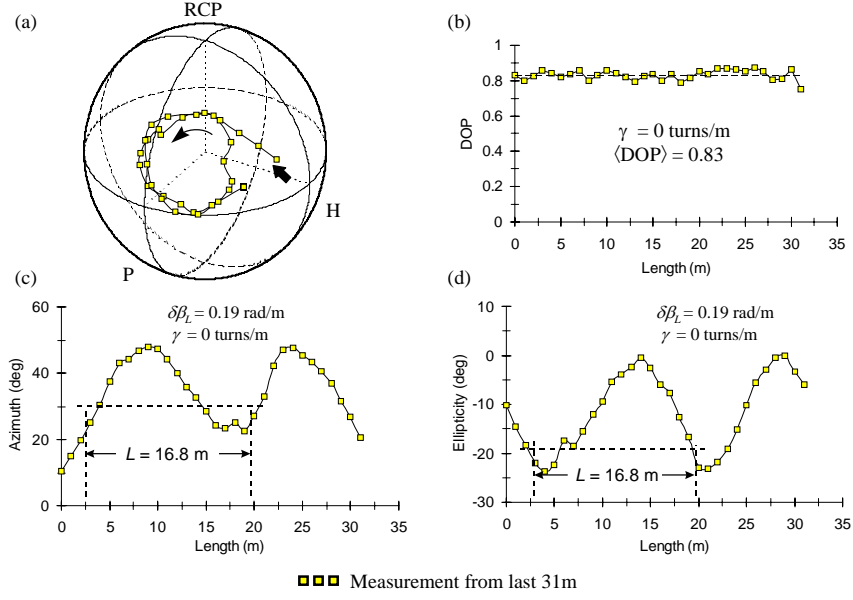 (a)
RCP
H
P
(b)
1
0.8
0.6
0.4
0.2
0
DOP
γ = 0 turns/m
⟨DOP⟩ = 0.83
0 5 10 15 20 25 30 35
Length (m)
(c)
60
40
20
0
Azimuth (deg)
δβL = 0.19 rad/m
γ = 0 turns/m
L = 16.8 m
0 5 10 15 20 25 30 35
Length (m)
(d)
10
0
-10
-20
-30
Ellipticity (deg)
δβL = 0.19 rad/m
γ = 0 turns/m
L = 16.8 m
0 5 10 15 20 25 30 35
Length (m)
Measurement from last 31m